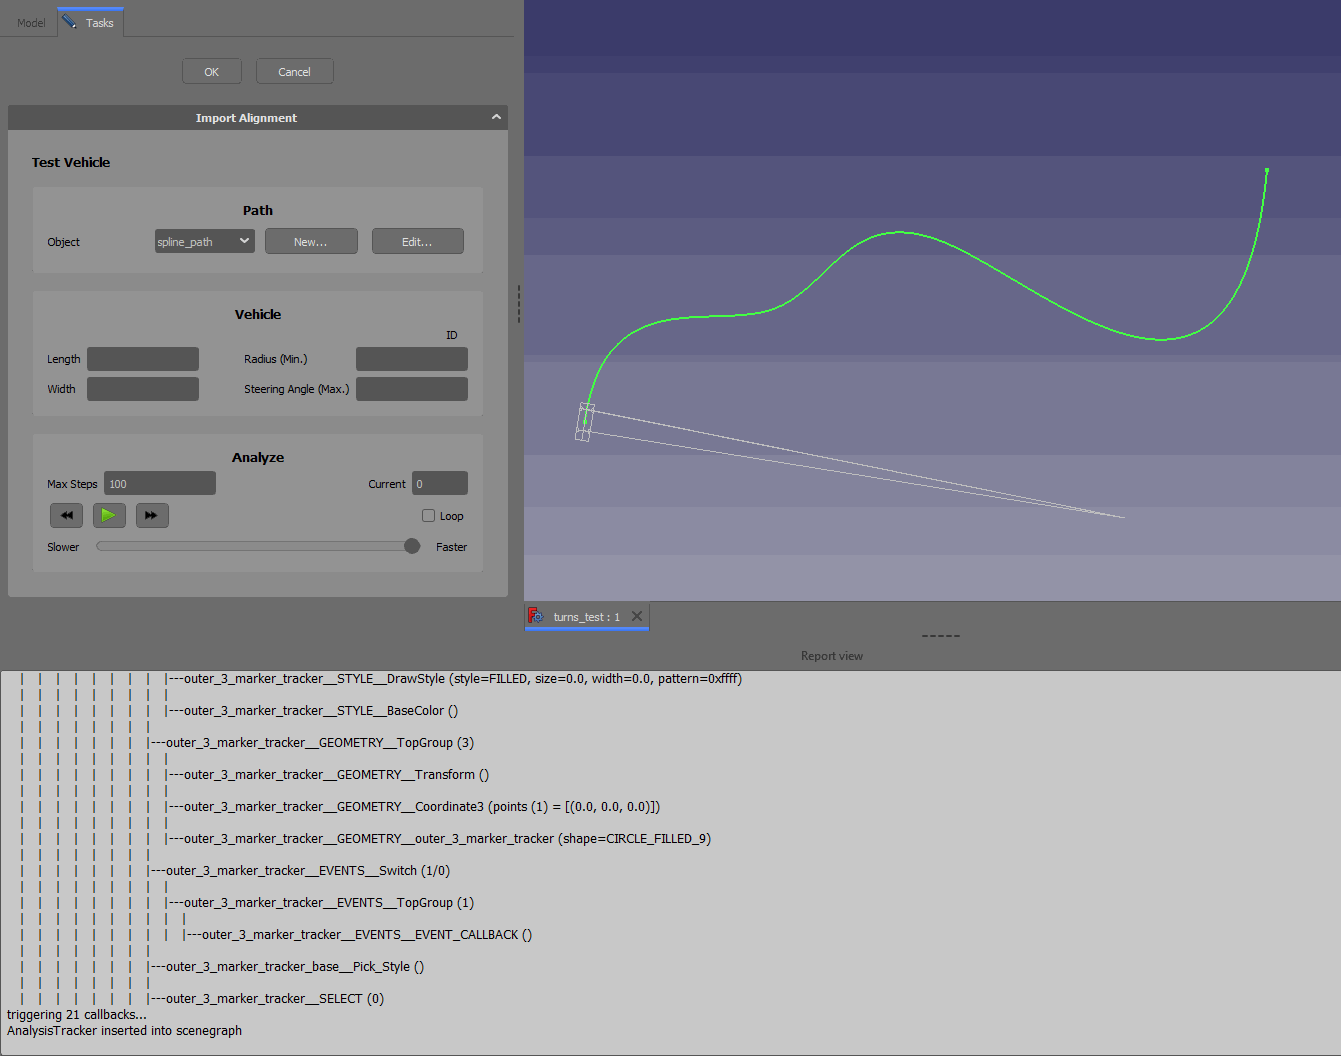 Model Tasks
OK Cancel
Import Alignment
Test Vehicle
Path
Object spline_path New... Edit...
Vehicle
ID
Length Radius (Min.)
Width Steering Angle (Max.)
Analyze
Max Steps 100 Current 0
Loop
Slower Faster
turns_test : 1
Report view
|---outer_3_marker_tracker__STYLE__DrawStyle (style=FILLED, size=0.0, width=0.0, pattern=0xffff)
|---outer_3_marker_tracker__STYLE__BaseColor ()
|---outer_3_marker_tracker__GEOMETRY__TopGroup (3)
|---outer_3_marker_tracker__GEOMETRY__Transform ()
|---outer_3_marker_tracker__GEOMETRY__Coordinate3 (points (1) = [(0.0, 0.0, 0.0)])
|---outer_3_marker_tracker__GEOMETRY__outer_3_marker_tracker (shape=CIRCLE_FILLED_9)
|---outer_3_marker_tracker__EVENTS__Switch (1/0)
|---outer_3_marker_tracker__EVENTS__TopGroup (1)
|---outer_3_marker_tracker__EVENTS__EVENT_CALLBACK ()
|---outer_3_marker_tracker_base__Pick_Style ()
|---outer_3_marker_tracker__SELECT (0)
triggering 21 callbacks...
AnalysisTracker inserted into scenegraph